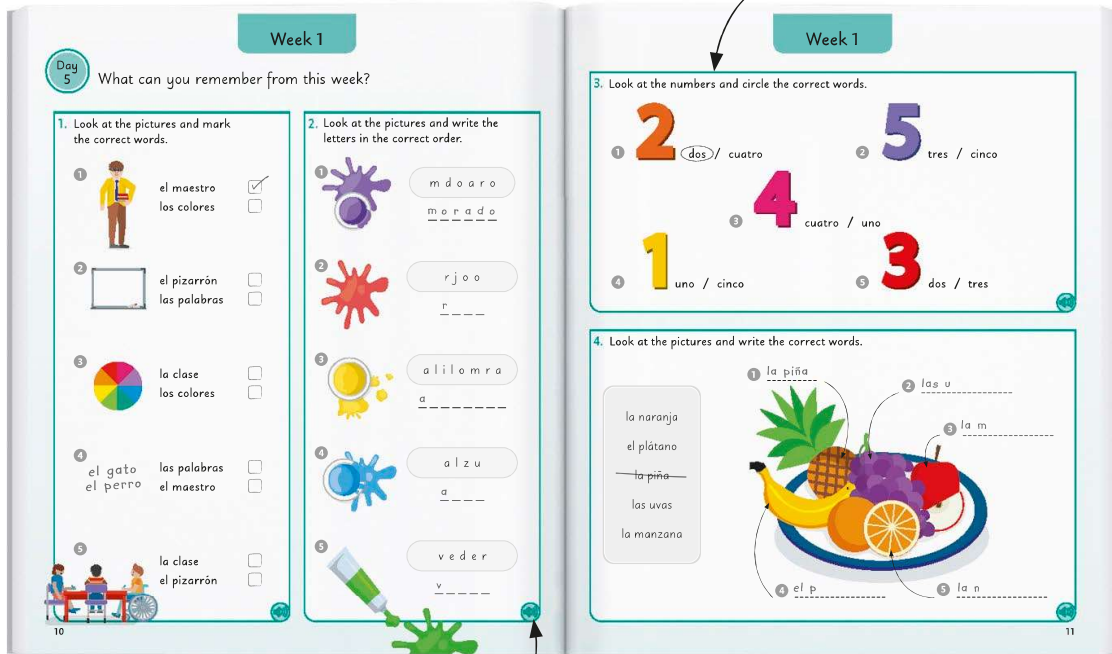 Week 1
Day
5
What can you remember from this week?
1. Look at the pictures and mark
the correct words.
1
el maestro
los colores
2
el pizarrón
las palabras
3
la clase
los colores
4
el gato
el perro
las palabras
el maestro
5
la clase
el pizarrón
2. Look at the pictures and write the
letters in the correct order.
1
m d o a r o
m o r a d o
2
r j o o
r _ _ _
3
a l i l o m r a
a _ _ _ _ _ _ _
4
a l z u
a _ _ _
5
v e d e r
v _ _ _ _
10
Week 1
3. Look at the numbers and circle the correct words.
1
2
dos / cuatro
2
5
tres / cinco
3
4
cuatro / uno
4
1
uno / cinco
5
3
dos / tres
4. Look at the pictures and write the correct words.
la naranja
el plátano
la piña
las uvas
la manzana
1 la piña
2 las u
3 la m
4 el p
5 la n
11